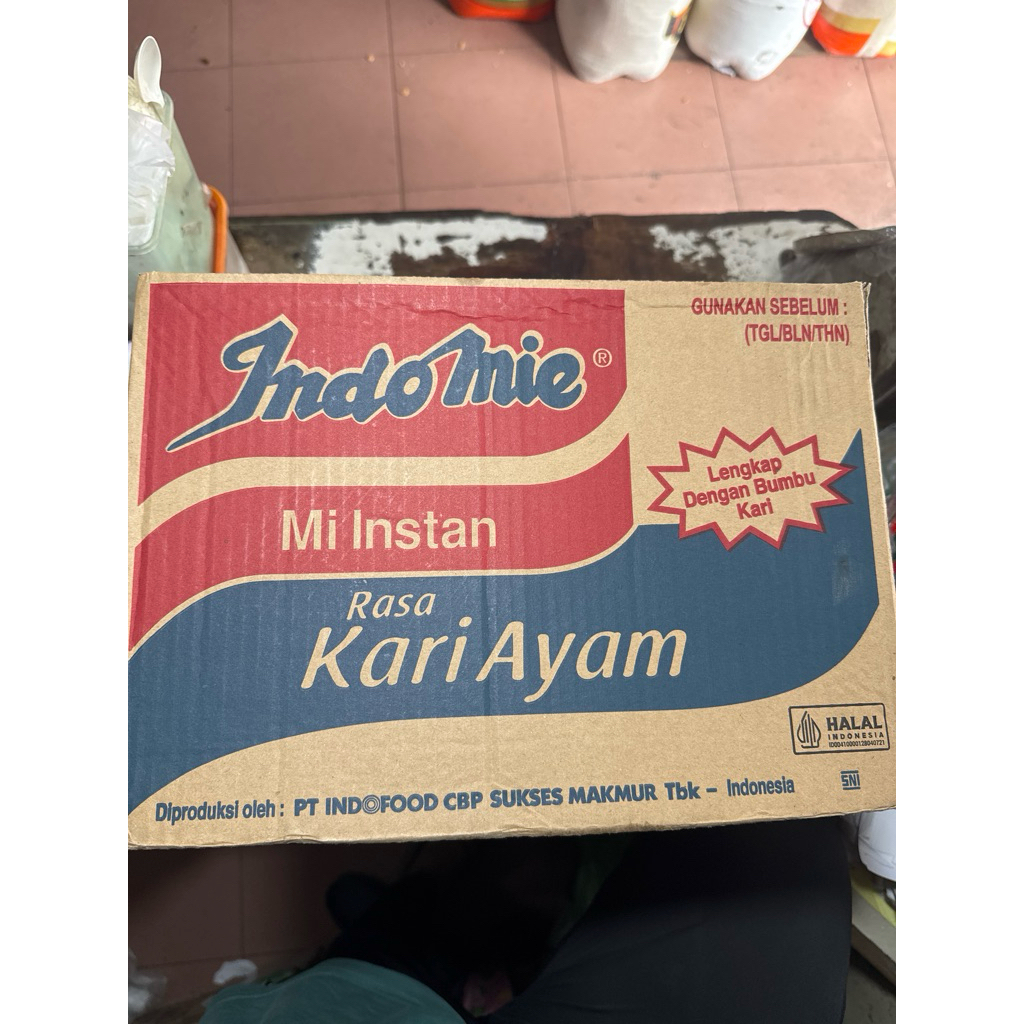 IndoMie®
Mi Instan
Rasa
Kari Ayam
GUNAKAN SEBELUM :
(TGL/BLN/THN)
Lengkap
Dengan Bumbu
Kari
HALAL
INDONESIA
ID00410000128040721
SNI
Diproduksi oleh : PT INDOFOOD CBP SUKSES MAKMUR Tbk – Indonesia